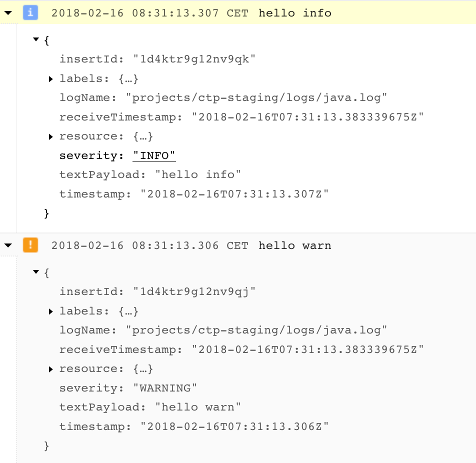 2018-02-16 08:31:13.307 CET hello info
{
insertId: "1d4ktr9g12nv9qk"
labels: {…}
logName: "projects/ctp-staging/logs/java.log"
receiveTimestamp: "2018-02-16T07:31:13.383339675Z"
resource: {…}
severity: "INFO"
textPayload: "hello info"
timestamp: "2018-02-16T07:31:13.307Z"
}
! 2018-02-16 08:31:13.306 CET hello warn
{
insertId: "1d4ktr9g12nv9qj"
labels: {…}
logName: "projects/ctp-staging/logs/java.log"
receiveTimestamp: "2018-02-16T07:31:13.383339675Z"
resource: {…}
severity: "WARNING"
textPayload: "hello warn"
timestamp: "2018-02-16T07:31:13.306Z"
}